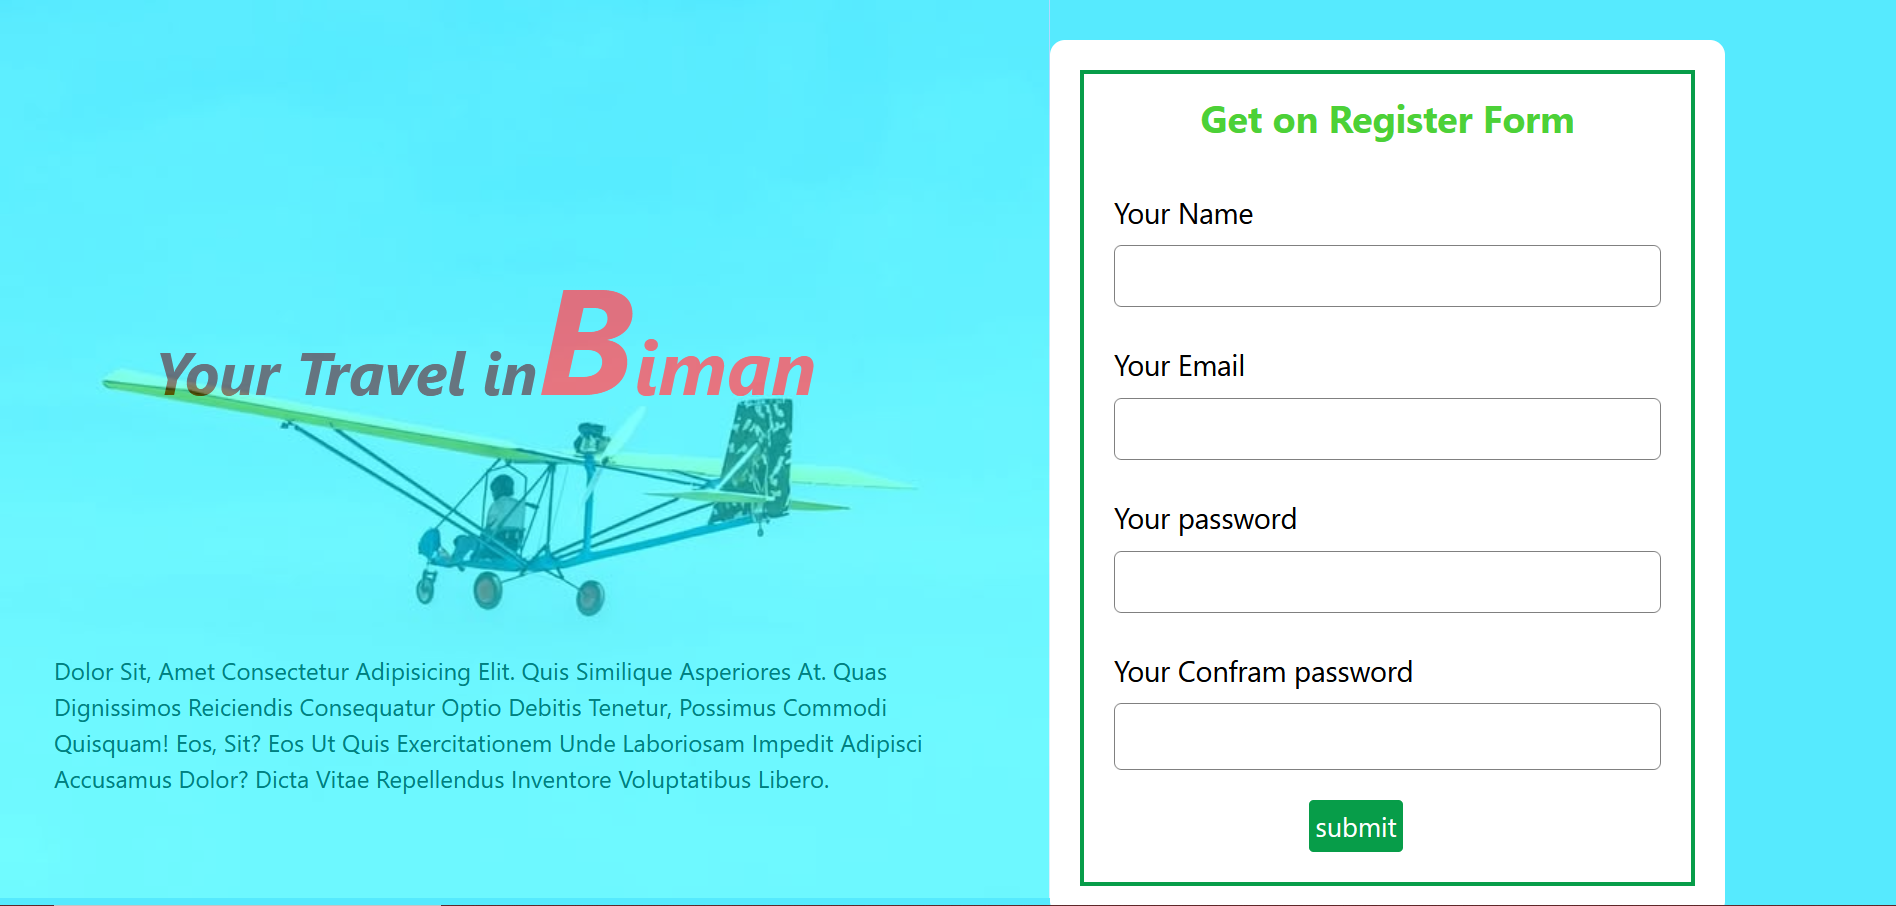 Your Travel in Biman
Dolor Sit, Amet Consectetur Adipisicing Elit. Quis Similique Asperiores At. Quas
Dignissimos Reiciendis Consequatur Optio Debitis Tenetur, Possimus Commodi
Quisquam! Eos, Sit? Eos Ut Quis Exercitationem Unde Laboriosam Impedit Adipisci
Accusamus Dolor? Dicta Vitae Repellendus Inventore Voluptatibus Libero.
Get on Register Form
Your Name
Your Email
Your password
Your Confram password
submit